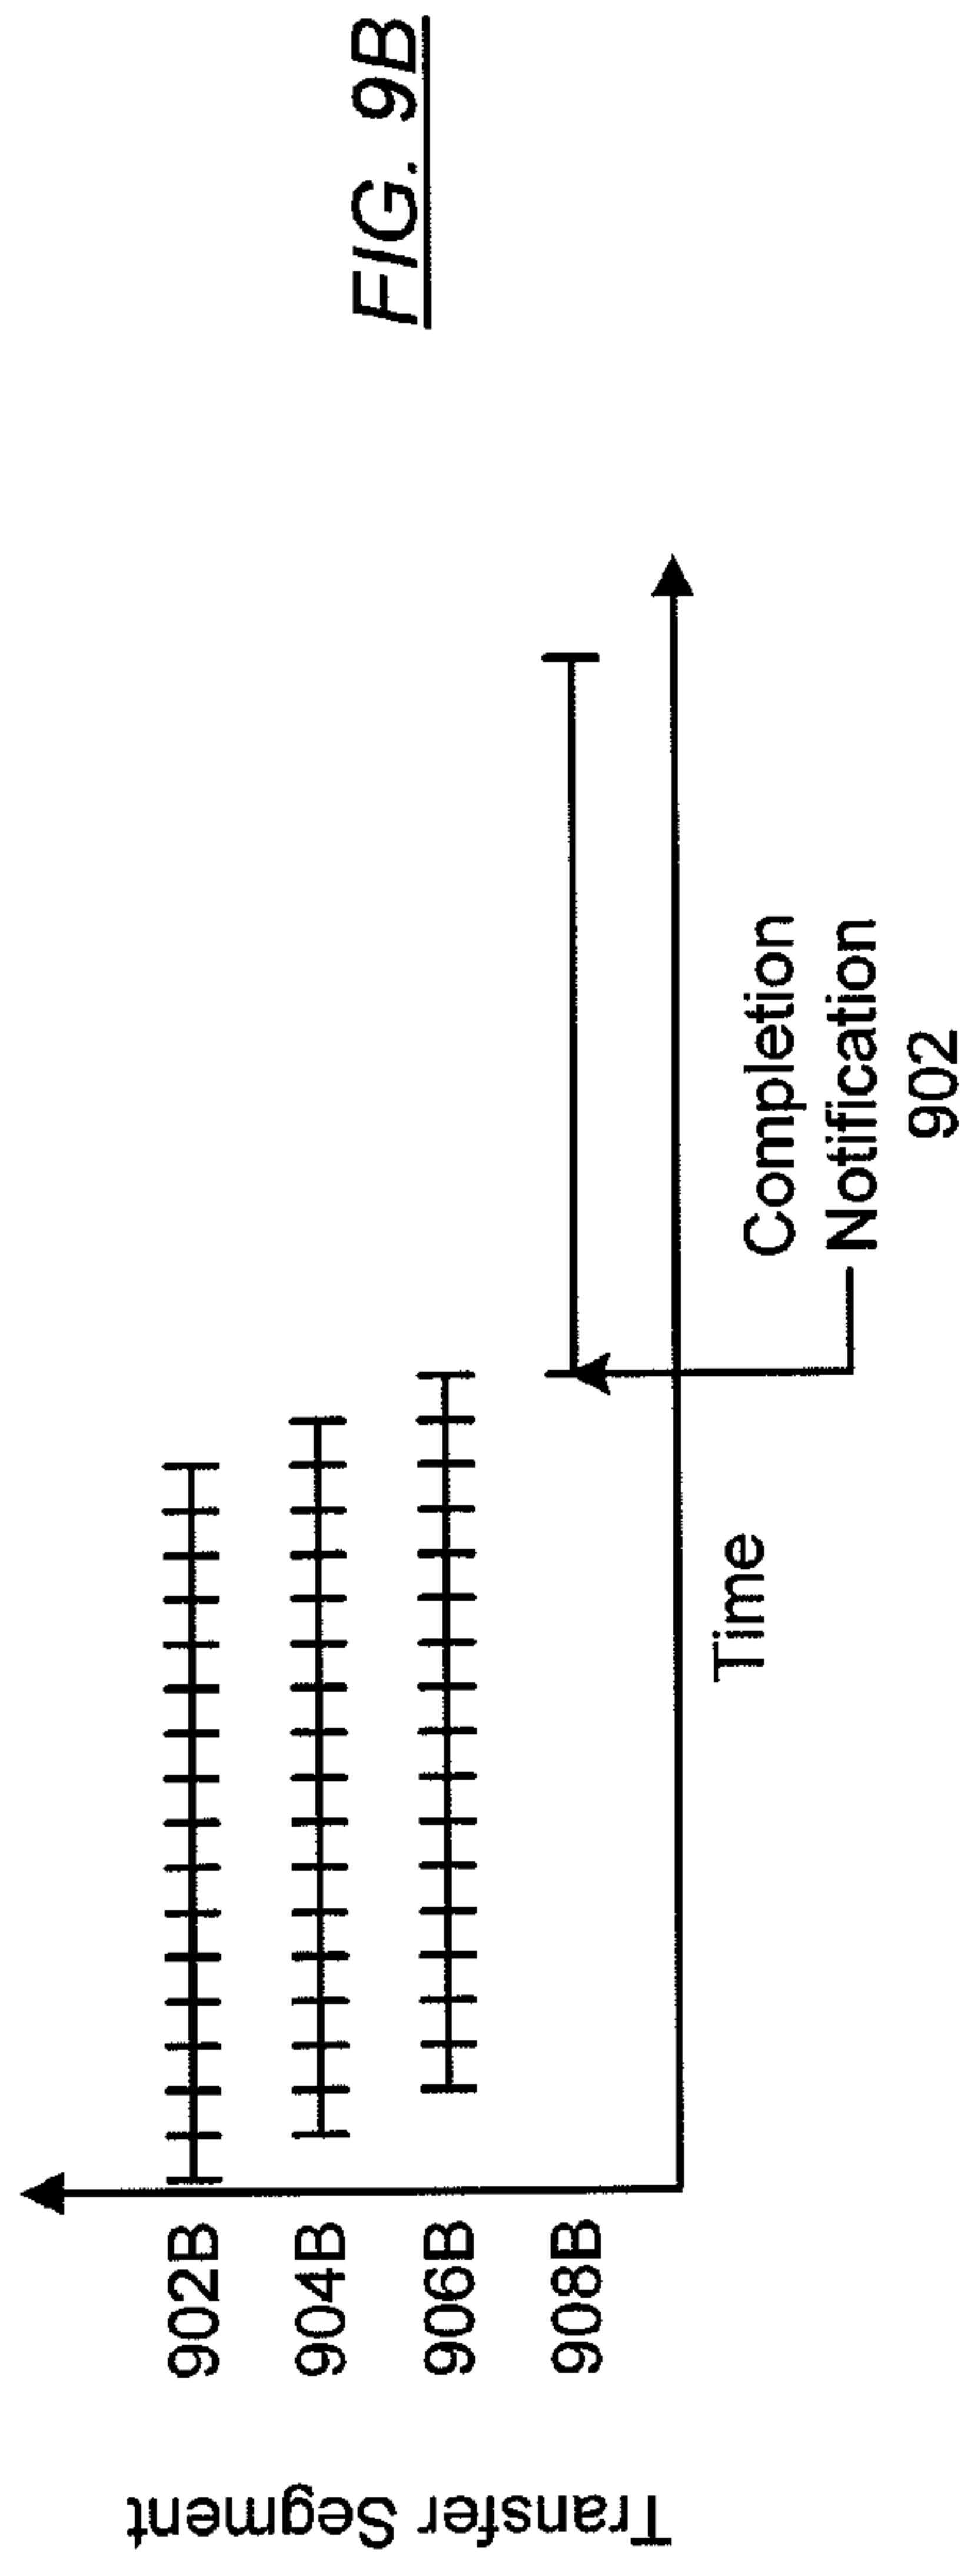 FIG. 9B
Transfer Segment
902B
904B
906B
908B
Time
Completion
Notification
902